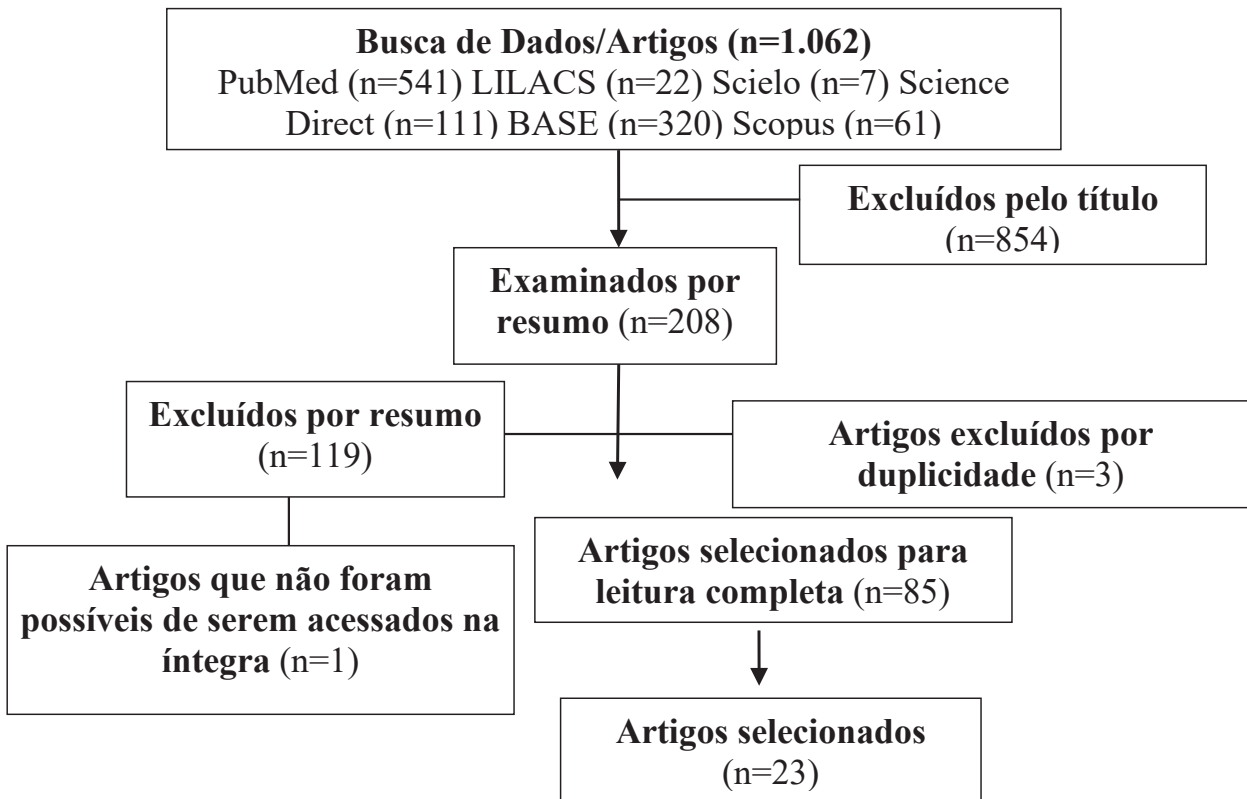 Busca de Dados/Artigos (n=1.062)
PubMed (n=541) LILACS (n=22) Scielo (n=7) Science
Direct (n=111) BASE (n=320) Scopus (n=61)
Excluídos pelo título
(n=854)
Examinados por
resumo (n=208)
Excluídos por resumo
(n=119)
Artigos excluídos por
duplicidade (n=3)
Artigos que não foram
possíveis de serem acessados na
íntegra (n=1)
Artigos selecionados para
leitura completa (n=85)
Artigos selecionados
(n=23)